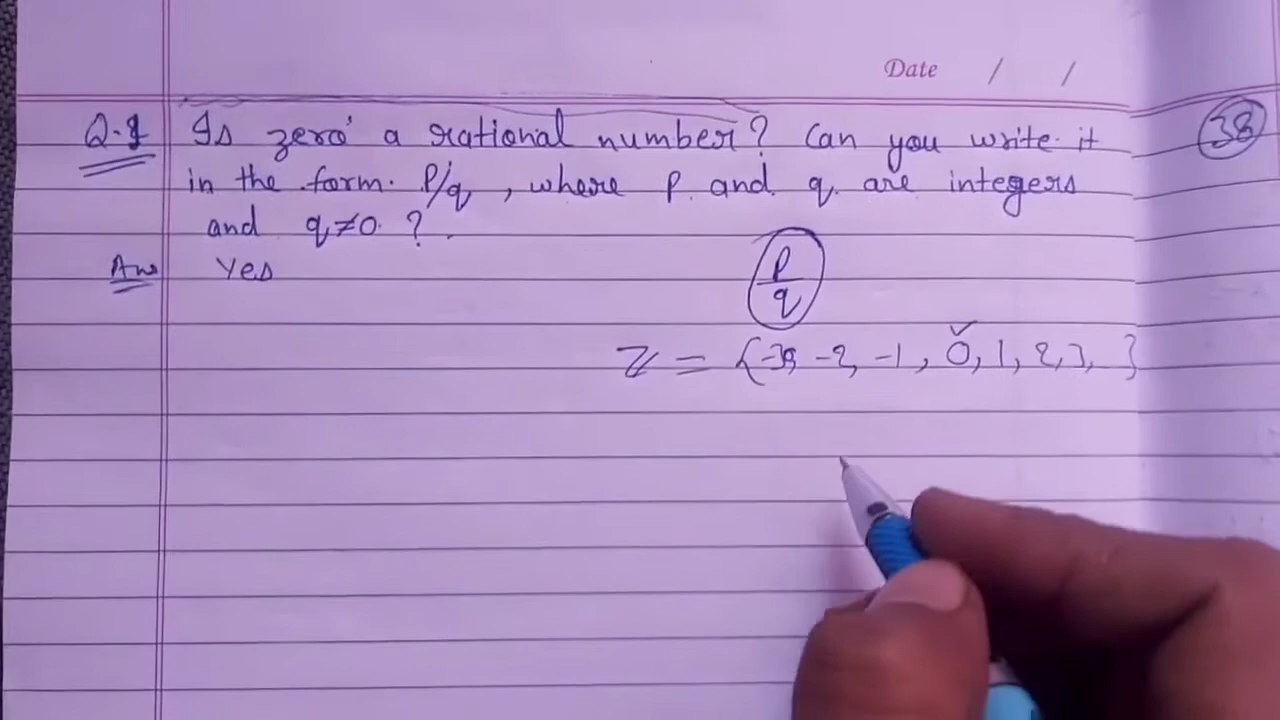 Date / /
Q.1 Is zero a rational number? Can you write it 38
in the form p/q, where p and q are integers
and q≠0 ?
Ans Yes
p
q
Z = {-3, -2, -1, 0, 1, 2, 3, }